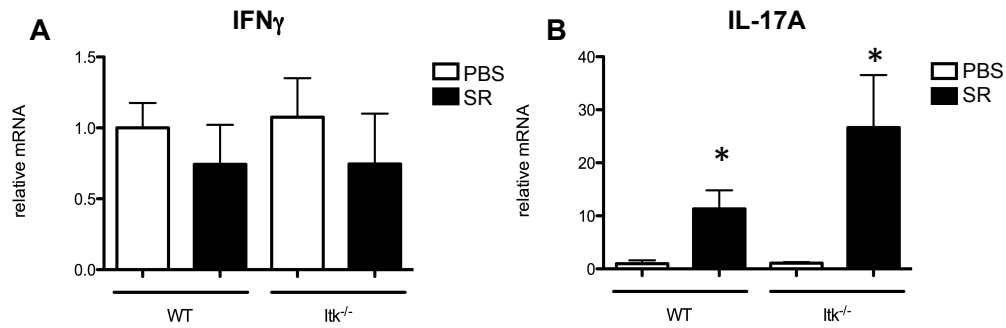 A
IFNγ
relative mRNA
1.5
1.0
0.5
0.0
PBS
SR
WT
Itk-/-
B
IL-17A
relative mRNA
40
30
20
10
0
*
*
PBS
SR
WT
Itk-/-